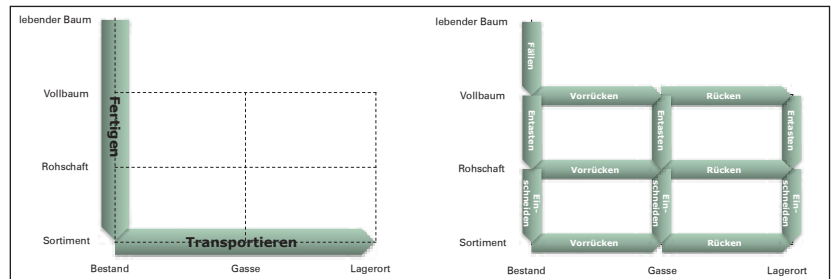 lebender Baum
Vollbaum
Rohschaft
Sortiment
Fertigen
Transportieren
Bestand Gasse Lagerort
lebender Baum
Fällen
Vollbaum
Vorrücken Rücken
Entasten Entasten Entasten
Rohschaft
Vorrücken Rücken
Ein-
schneiden
Ein-
schneiden
Ein-
schneiden
Sortiment
Vorrücken Rücken
Bestand Gasse Lagerort